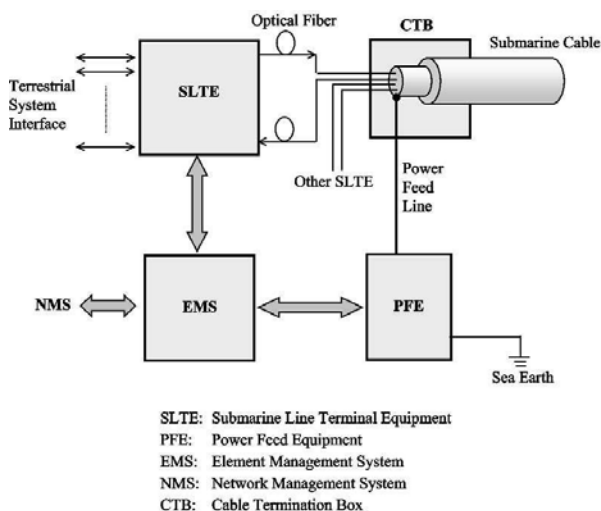 Optical Fiber
CTB
Submarine Cable
Terrestrial
System
Interface
SLTE
Other SLTE
Power
Feed
Line
NMS
EMS
PFE
Sea Earth
SLTE: Submarine Line Terminal Equipment
PFE: Power Feed Equipment
EMS: Element Management System
NMS: Network Management System
CTB: Cable Termination Box